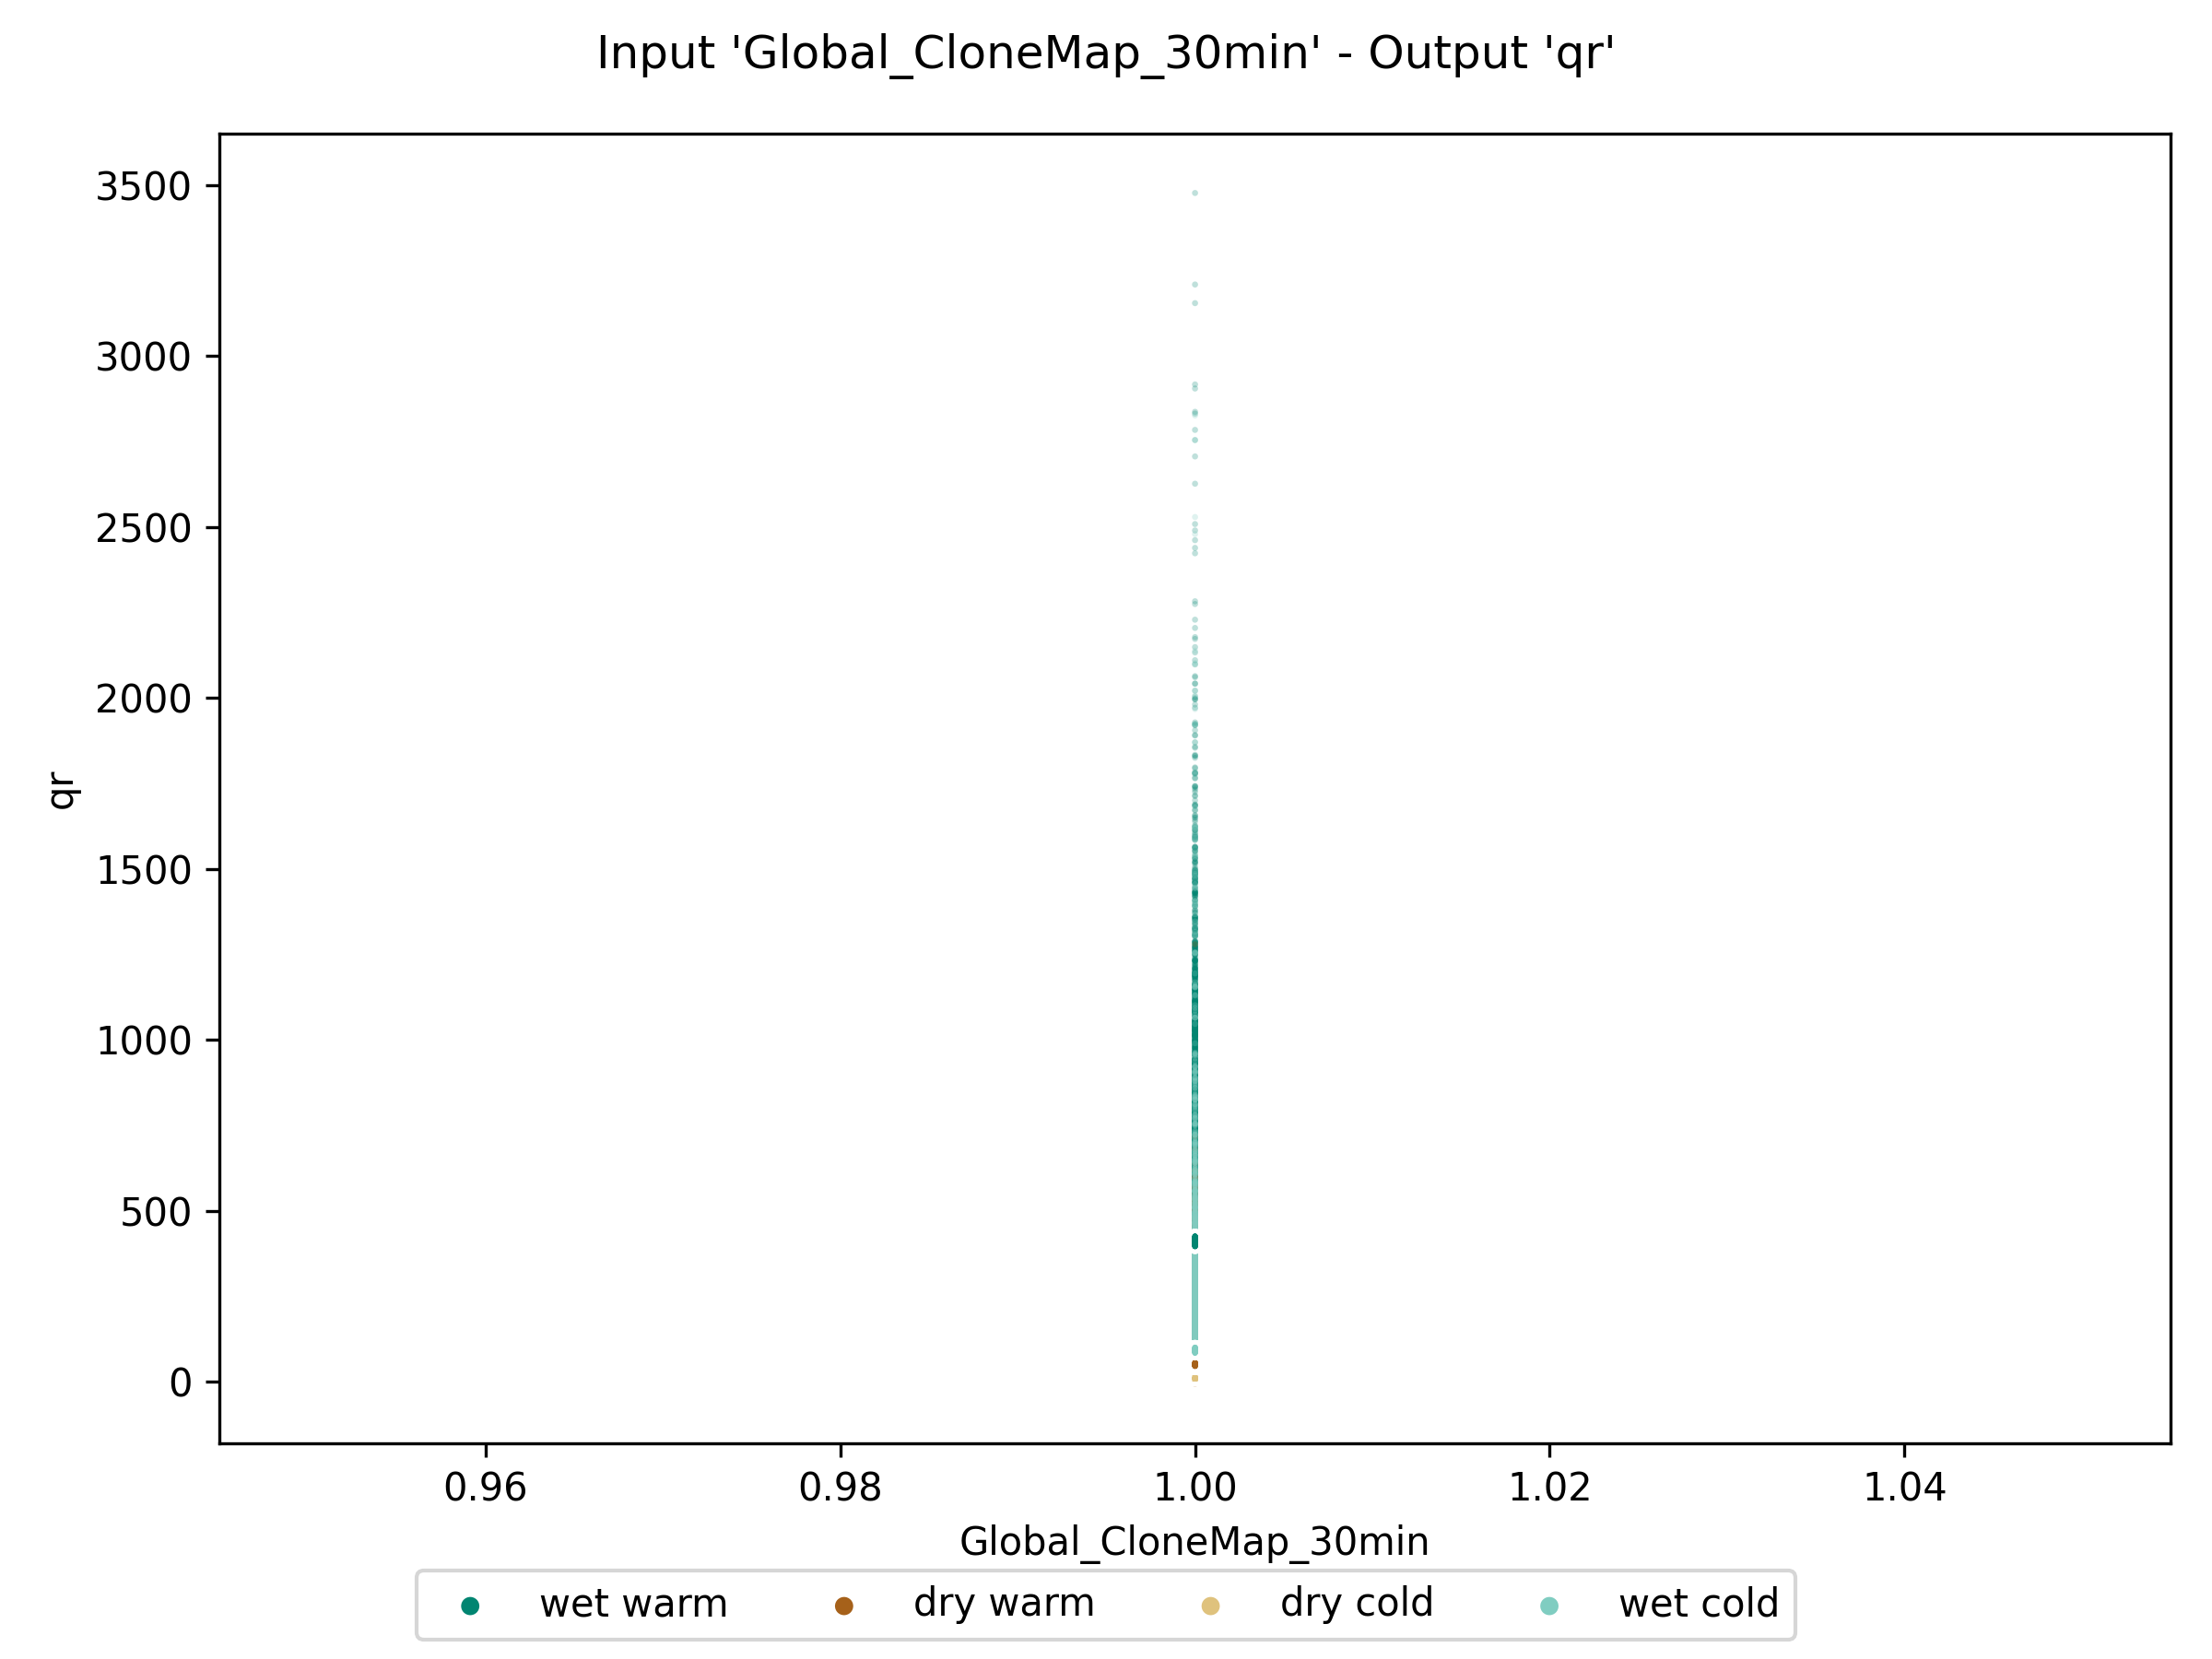 Input 'Global_CloneMap_30min' - Output 'qr'
3500
3000
2500
2000
1500
1000
500
0
qr
0.96 0.98 1.00 1.02 1.04
Global_CloneMap_30min
wet warm dry warm dry cold wet cold